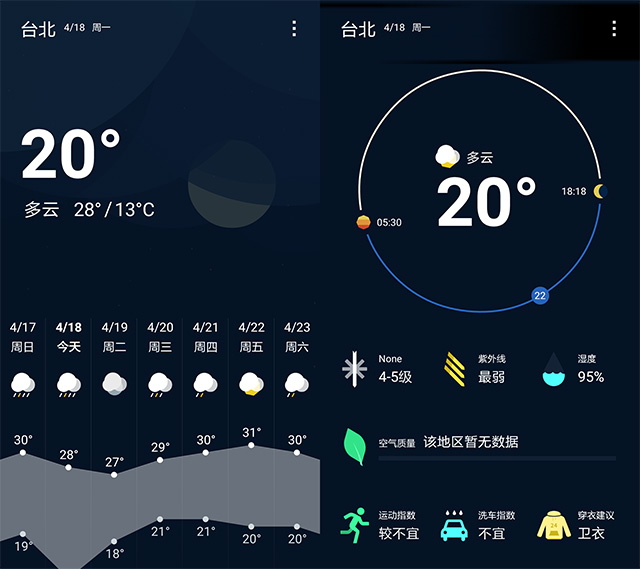 台北 4/18 周一
20°
多云 28° / 13°C
4/17 4/18 4/19 4/20 4/21 4/22 4/23
周日 今天 周二 周三 周四 周五 周六
30° 28° 27° 29° 30° 31° 30°
19° 18° 21° 21° 20° 20°
台北 4/18 周一
多云
20°
05:30
18:18
22
None
4-5级
紫外线
最弱
湿度
95%
空气质量 该地区暂无数据
运动指数
较不宜
洗车指数
不宜
24
穿衣建议
卫衣